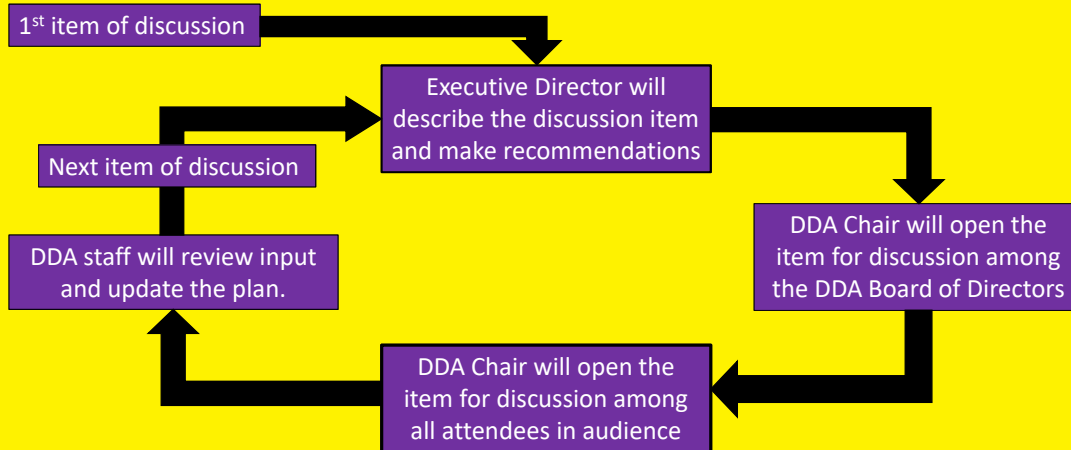 1st item of discussion
Executive Director will
describe the discussion item
and make recommendations
DDA Chair will open the
item for discussion among
the DDA Board of Directors
DDA Chair will open the
item for discussion among
all attendees in audience
DDA staff will review input
and update the plan.
Next item of discussion